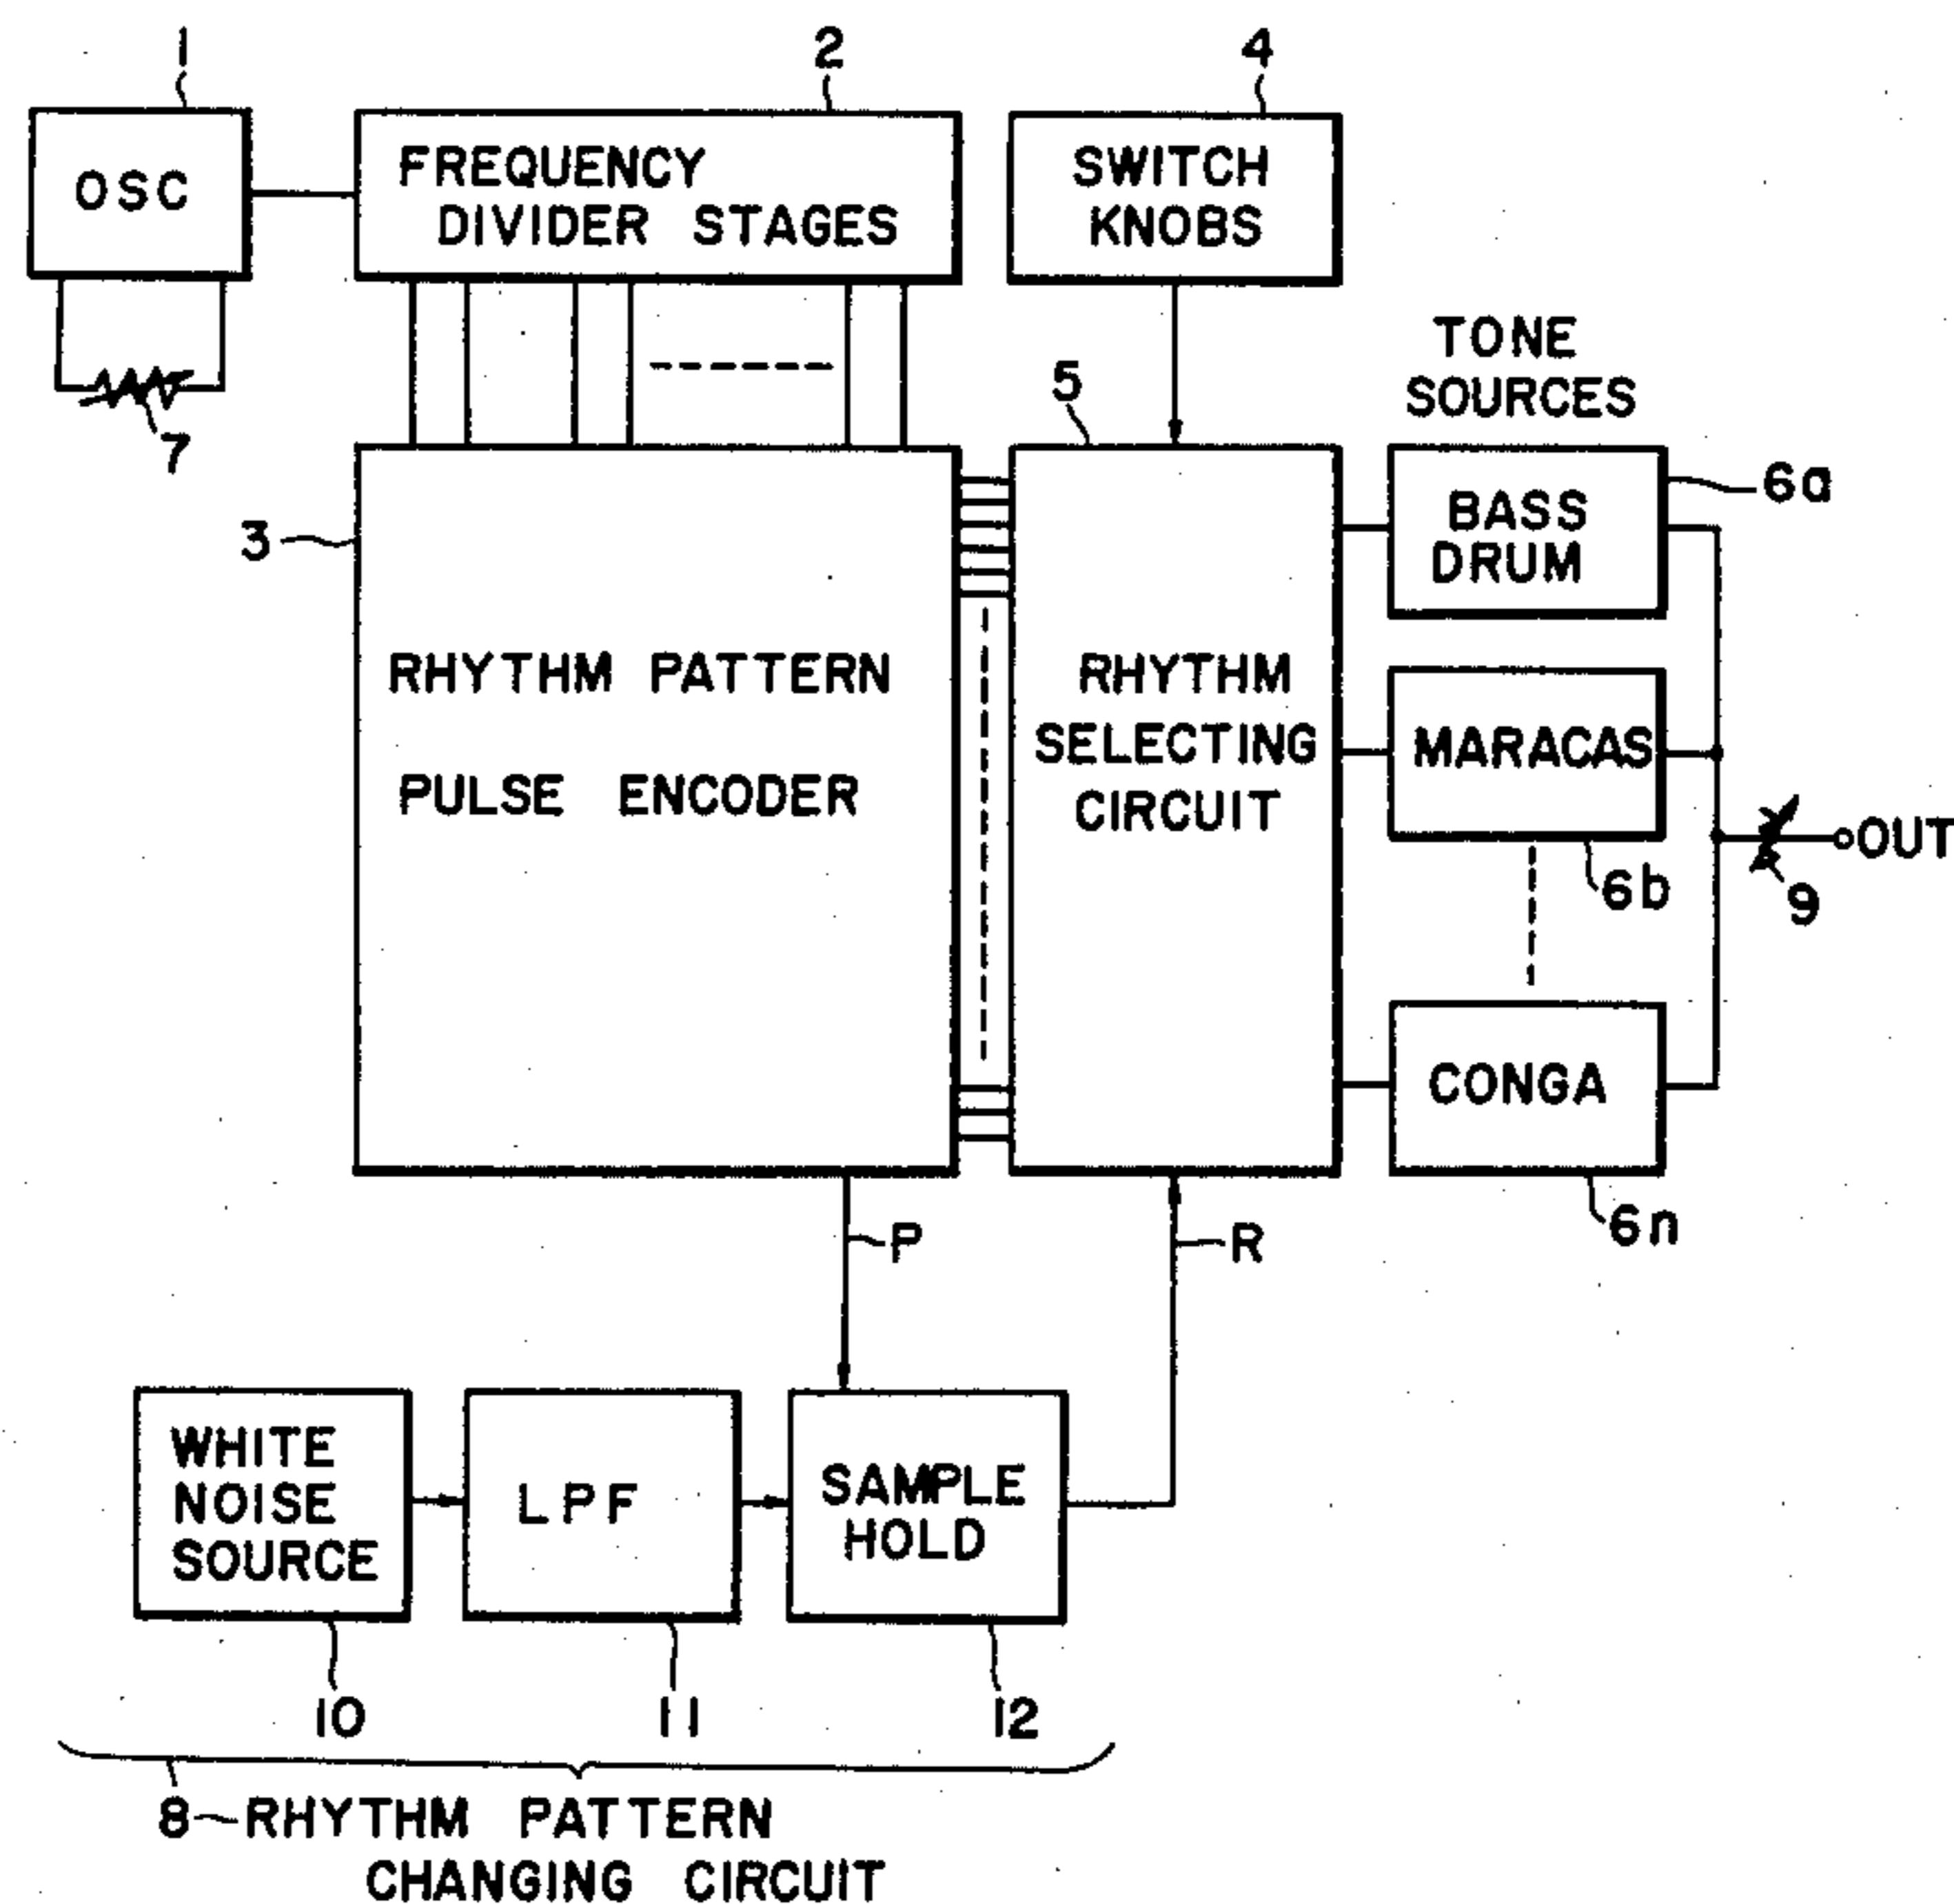 1
2
4
OSC
FREQUENCY
DIVIDER STAGES
SWITCH
KNOBS
7
TONE
SOURCES
5
3
6a
BASS
DRUM
RHYTHM PATTERN
PULSE ENCODER
RHYTHM
SELECTING
CIRCUIT
MARACAS
6b
OUT
9
CONGA
6n
P
R
WHITE
NOISE
SOURCE
LPF
SAMPLE
HOLD
10
11
12
8 RHYTHM PATTERN
CHANGING CIRCUIT